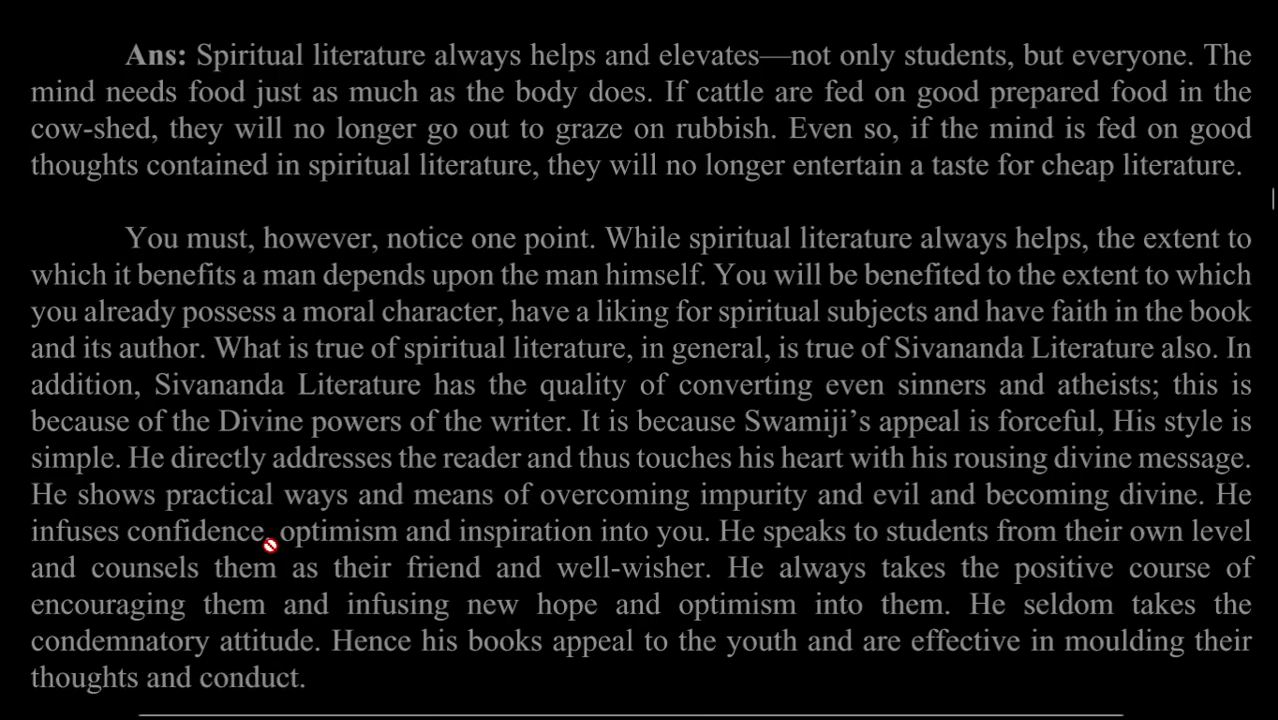 Ans: Spiritual literature always helps and elevates—not only students, but everyone. The
mind needs food just as much as the body does. If cattle are fed on good prepared food in the
cow-shed, they will no longer go out to graze on rubbish. Even so, if the mind is fed on good
thoughts contained in spiritual literature, they will no longer entertain a taste for cheap literature.
You must, however, notice one point. While spiritual literature always helps, the extent to
which it benefits a man depends upon the man himself. You will be benefited to the extent to which
you already possess a moral character, have a liking for spiritual subjects and have faith in the book
and its author. What is true of spiritual literature, in general, is true of Sivananda Literature also. In
addition, Sivananda Literature has the quality of converting even sinners and atheists; this is
because of the Divine powers of the writer. It is because Swamiji’s appeal is forceful, His style is
simple. He directly addresses the reader and thus touches his heart with his rousing divine message.
He shows practical ways and means of overcoming impurity and evil and becoming divine. He
infuses confidence, optimism and inspiration into you. He speaks to students from their own level
and counsels them as their friend and well-wisher. He always takes the positive course of
encouraging them and infusing new hope and optimism into them. He seldom takes the
condemnatory attitude. Hence his books appeal to the youth and are effective in moulding their
thoughts and conduct.